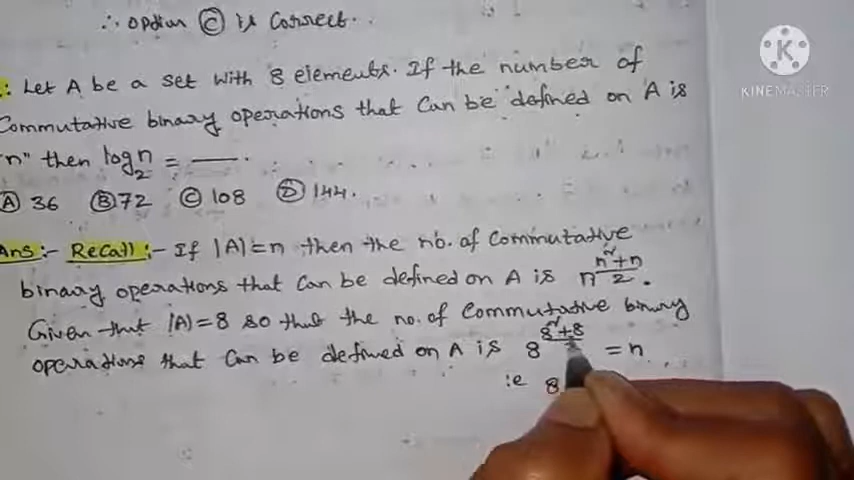 ∴ option Ⓒ is Correct.
: Let A be a set with 8 elements. If the number of
Commutative binary operations that Can be defined on A is
"n" then log₂n = ___.
Ⓐ 36 Ⓑ 72 Ⓒ 108 Ⓓ 144.
Ans:- Recall:- If |A|=n then the no. of Commutative
binary operations that Can be defined on A is n^((n²+n)/2).
Given that |A|=8 so that the no. of Commutative binary
operations that Can be defined on A is 8^((8²+8)/ = n
ie 8
K
KINEMASTER